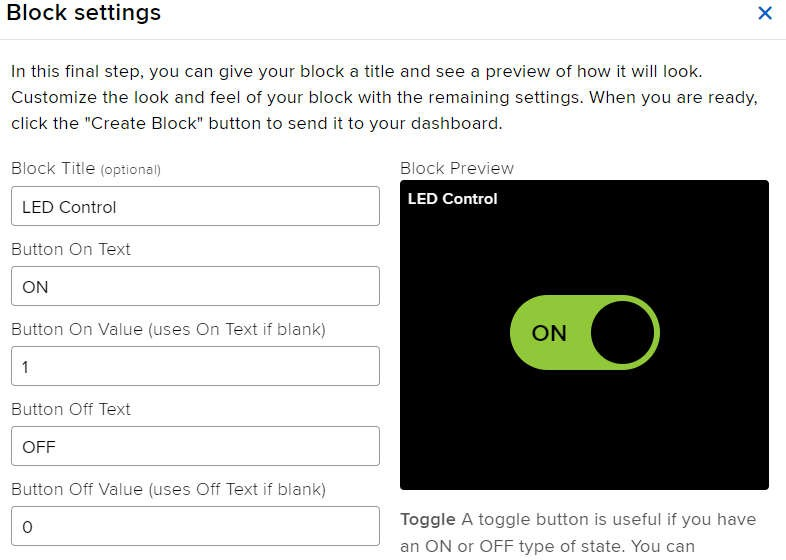 Block settings
In this final step, you can give your block a title and see a preview of how it will look.
Customize the look and feel of your block with the remaining settings. When you are ready,
click the "Create Block" button to send it to your dashboard.
Block Title (optional)
LED Control
Button On Text
ON
Button On Value (uses On Text if blank)
1
Button Off Text
OFF
Button Off Value (uses Off Text if blank)
0
Block Preview
LED Control
ON
Toggle A toggle button is useful if you have
an ON or OFF type of state. You can